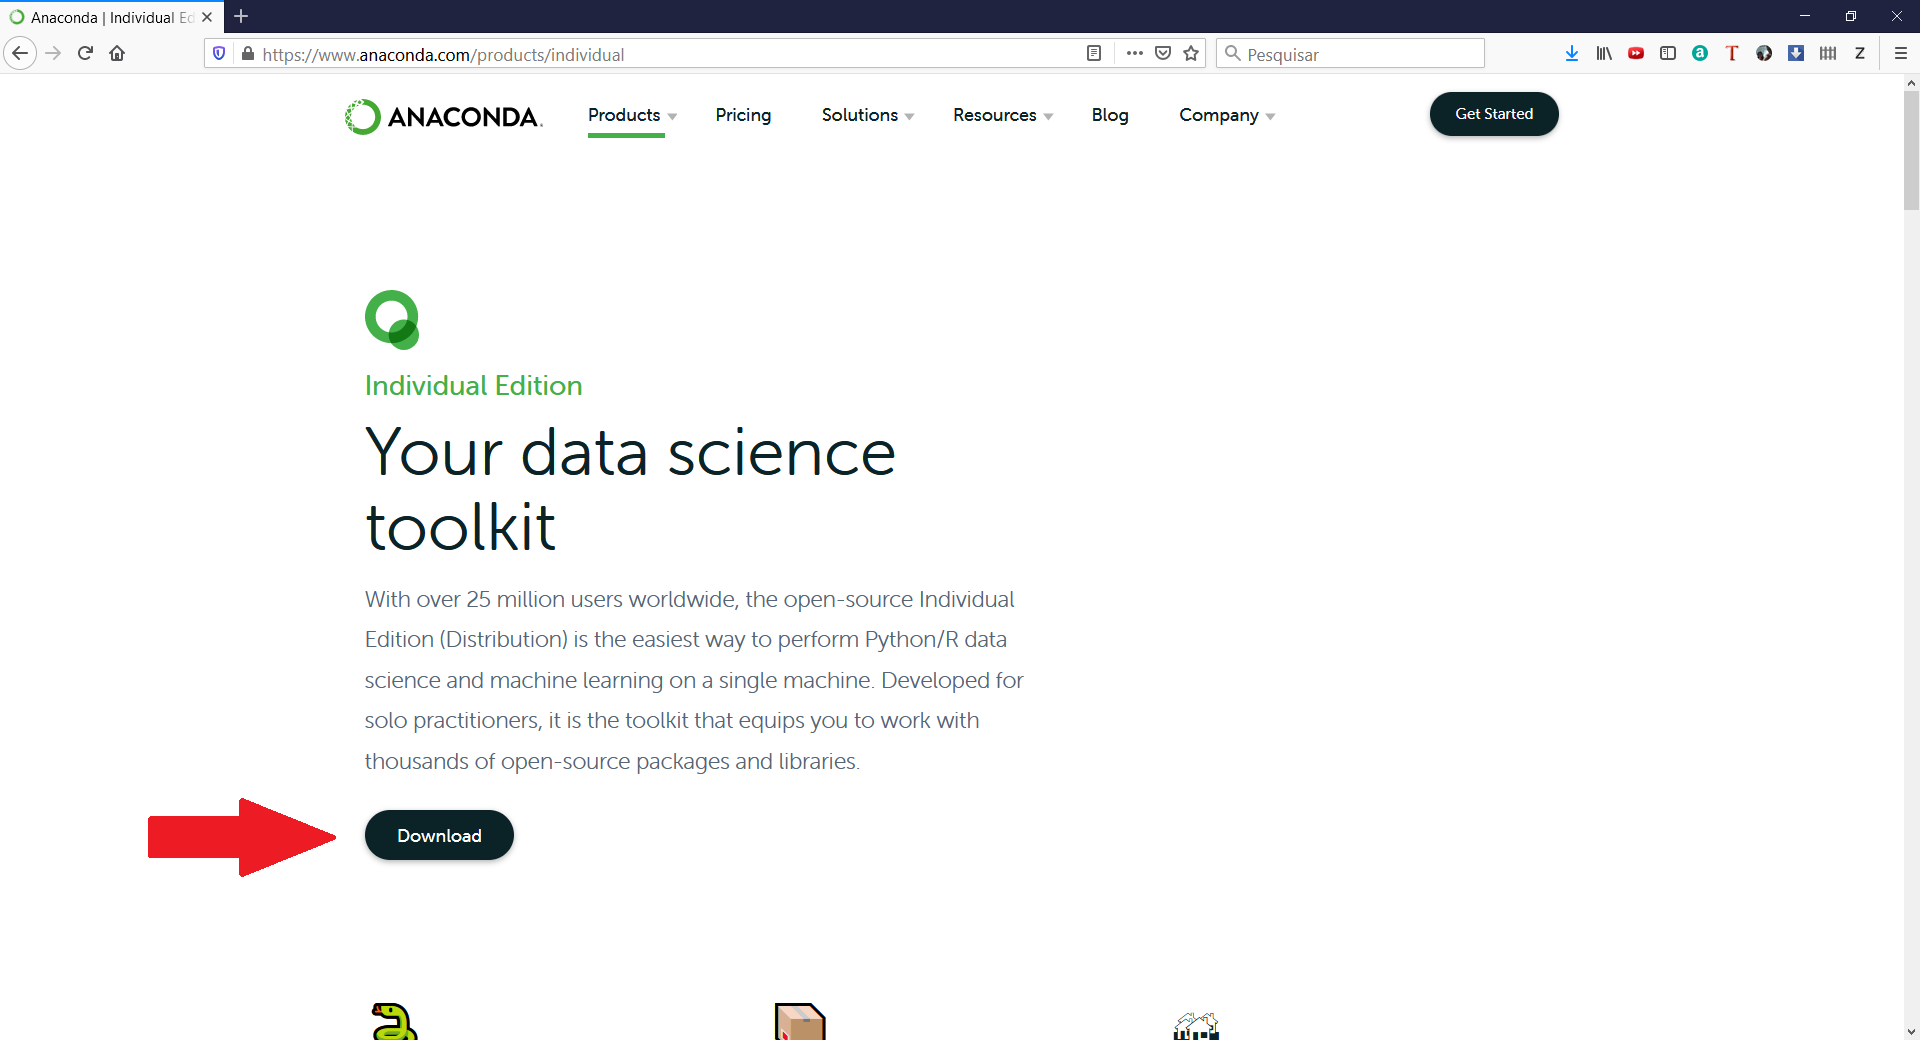 Anaconda | Individual Ed
https://www.anaconda.com/products/individual
Pesquisar
ANACONDA.
Products
Pricing
Solutions
Resources
Blog
Company
Get Started
Individual Edition
Your data science
toolkit
With over 25 million users worldwide, the open-source Individual
Edition (Distribution) is the easiest way to perform Python/R data
science and machine learning on a single machine. Developed for
solo practitioners, it is the toolkit that equips you to work with
thousands of open-source packages and libraries.
Download